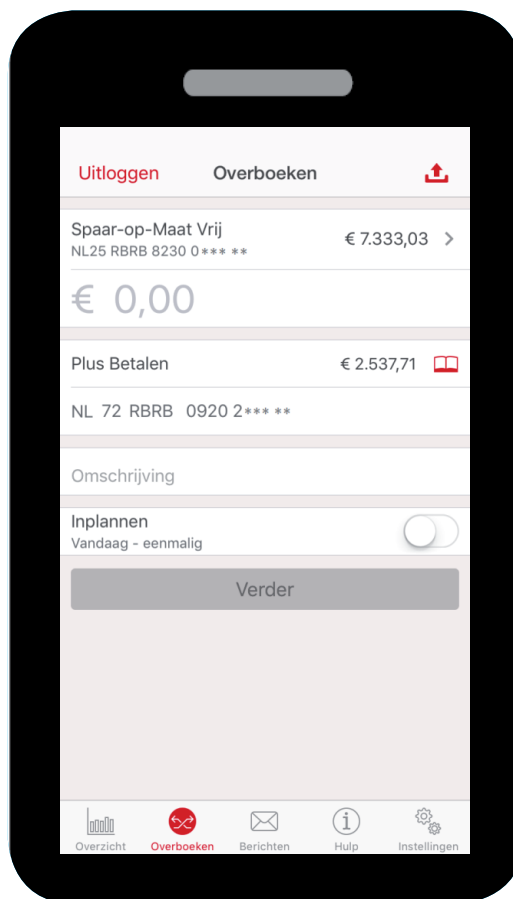 Uitloggen Overboeken
Spaar-op-Maat Vrij € 7.333,03
NL25 RBRB 8230 0*** **
€ 0,00
Plus Betalen € 2.537,71
NL 72 RBRB 0920 2*** **
Omschrijving
Inplannen
Vandaag - eenmalig
Verder
Overzicht Overboeken Berichten Hulp Instellingen